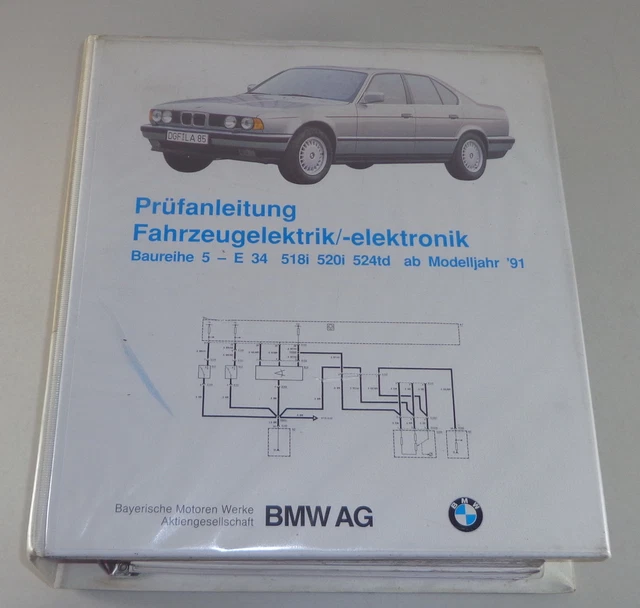 OGFILA 85
Prüfanleitung
Fahrzeugelektrik/-elektronik
Baureihe 5 – E 34 518i 520i 524td ab Modelljahr '91
Bayerische Motoren Werke
Aktiengesellschaft
BMW AG
BMW